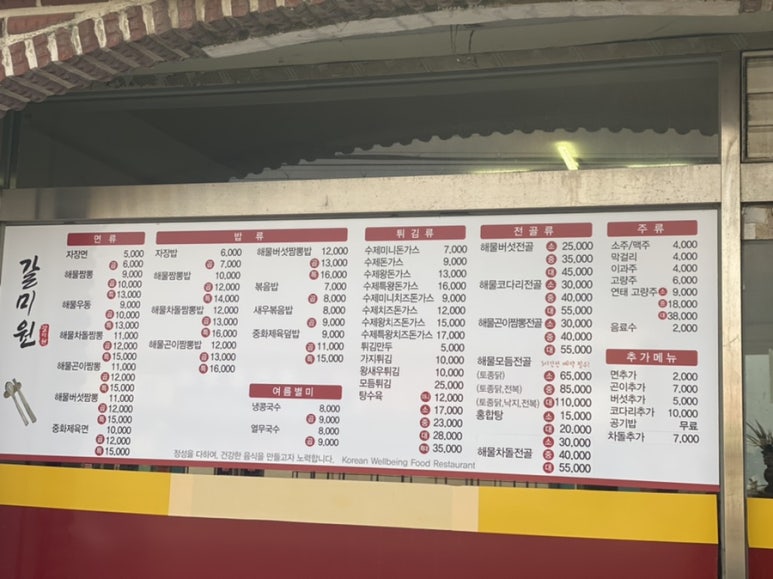 갈미원
면 류
자장면 5,000
곱 6,000
해물짬뽕 9,000
곱 10,000
특 13,000
해물우동 9,000
곱 10,000
특 13,000
해물차돌짬뽕 11,000
곱 12,000
특 15,000
해물곤이짬뽕 11,000
곱 12,000
특 15,000
해물버섯짬뽕 11,000
곱 12,000
특 15,000
중화제육면 10,000
곱 12,000
특 15,000
밥 류
자장밥 6,000
곱 7,000
해물짬뽕밥 10,000
곱 12,000
특 14,000
해물차돌짬뽕밥 12,000
곱 13,000
특 16,000
해물곤이짬뽕밥 12,000
곱 13,000
특 16,000
해물버섯짬뽕밥 12,000
곱 13,000
특 16,000
볶음밥 7,000
곱 8,000
새우볶음밥 8,000
곱 9,000
중화제육덮밥 9,000
곱 11,000
특 15,000
여름별미
냉콩국수 8,000
곱 9,000
열무국수 8,000
곱 9,000
튀김류
수제미니돈가스 7,000
수제돈가스 9,000
수제왕돈가스 13,000
수제특왕돈가스 16,000
수제미니치즈돈가스 9,000
수제치즈돈가스 12,000
수제왕치즈돈가스 15,000
수제특왕치즈돈가스 17,000
튀김만두 5,000
가지튀김 10,000
왕새우튀김 10,000
모듬튀김 25,000
탕수육 미니 12,000
소 17,000
중 23,000
대 28,000
특대 35,000
전골류
해물버섯전골 소 25,000
중 35,000
대 45,000
해물코다리전골 소 30,000
중 40,000
대 55,000
해물곤이짬뽕전골 소 30,000
중 40,000
대 55,000
해물모듬전골
(토종닭) 소 65,000
(토종닭,전복) 중 85,000
(토종닭,낙지,전복) 대 110,000
홍합탕 소 15,000
대 20,000
해물차돌전골 소 30,000
중 40,000
대 55,000
주 류
소주/맥주 4,000
막걸리 4,000
이과주 4,000
고량주 6,000
연태 고량주 소 9,000
중 18,000
대 38,000
음료수 2,000
추가메뉴
면추가 2,000
곤이추가 7,000
버섯추가 5,000
코다리추가 10,000
공기밥 무료
차돌추가 7,000
정성을 다하여, 건강한 음식을 만들고자 노력합니다. Korean Wellbeing Food Restaurant